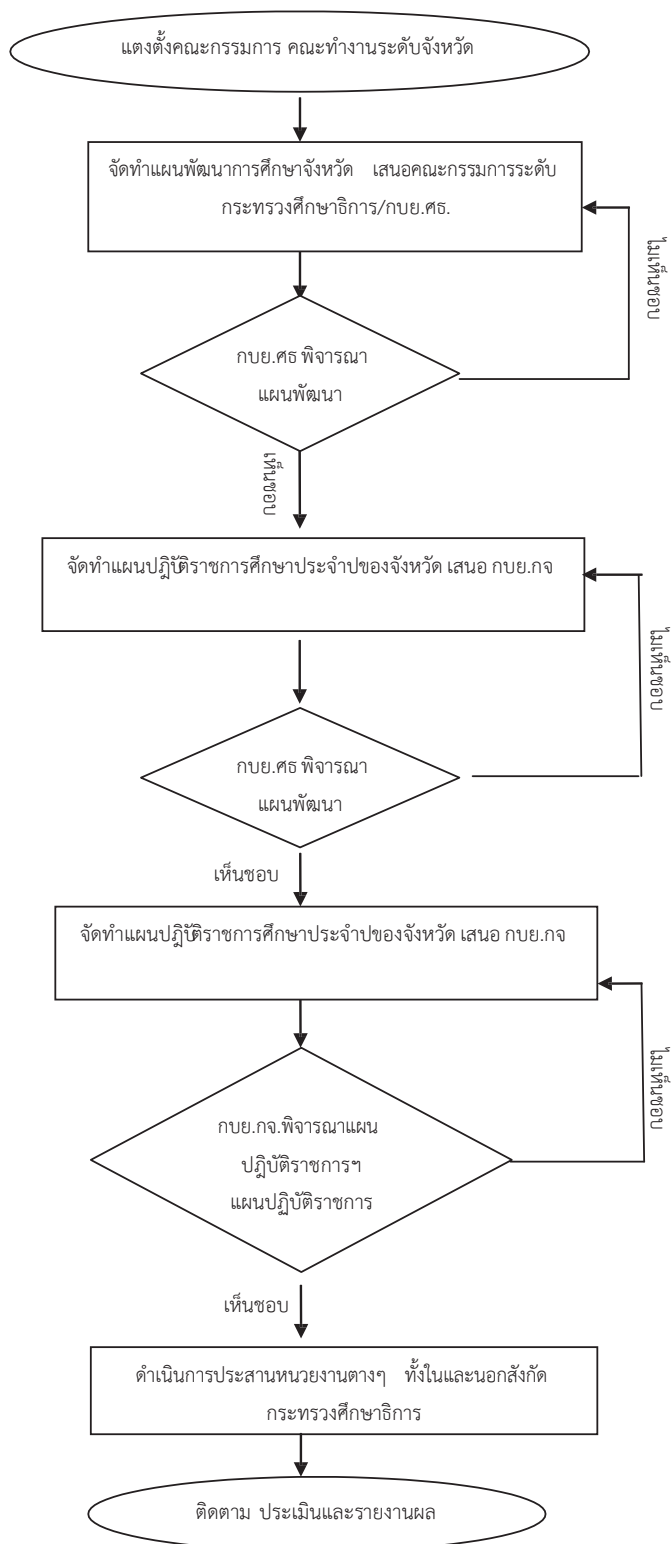 แตงตั้งคณะกรรมการ คณะทำงานระดับจังหวัด
จัดทำแผนพัฒนาการศึกษาจังหวัด เสนอคณะกรรมการระดับ
กระทรวงศึกษาธิการ/กบย.ศธ.
ไมเห็นชอบ
กบย.ศธ พิจารณา
แผนพัฒนา
เห็นชอบ
จัดทำแผนปฎิบัติราชการศึกษาประจำปของจังหวัด เสนอ กบย.กจ
ไมเห็นชอบ
กบย.ศธ พิจารณา
แผนพัฒนา
เห็นชอบ
จัดทำแผนปฎิบัติราชการศึกษาประจำปของจังหวัด เสนอ กบย.กจ
ไมเห็นชอบ
กบย.กจ.พิจารณาแผน
ปฎิบัติราชการฯ
แผนปฏิบัติราชการ
เห็นชอบ
ดำเนินการประสานหนวยงานตางๆ ทั้งในและนอกสังกัด
กระทรวงศึกษาธิการ
ติดตาม ประเมินและรายงานผล